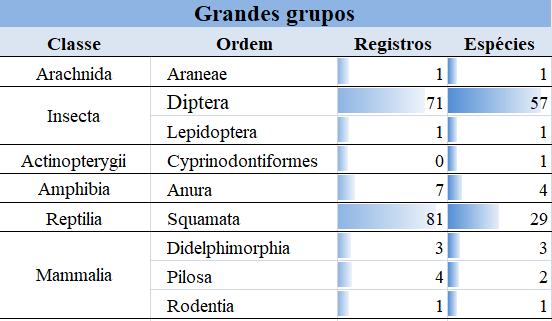 Grandes grupos
Classe Ordem Registros Espécies
Arachnida Araneae 1 1
Insecta Diptera 71 57
Lepidoptera 1 1
Actinopterygii Cyprinodontiformes 0 1
Amphibia Anura 7 4
Reptilia Squamata 81 29
Mammalia Didelphimorphia 3 3
Pilosa 4 2
Rodentia 1 1